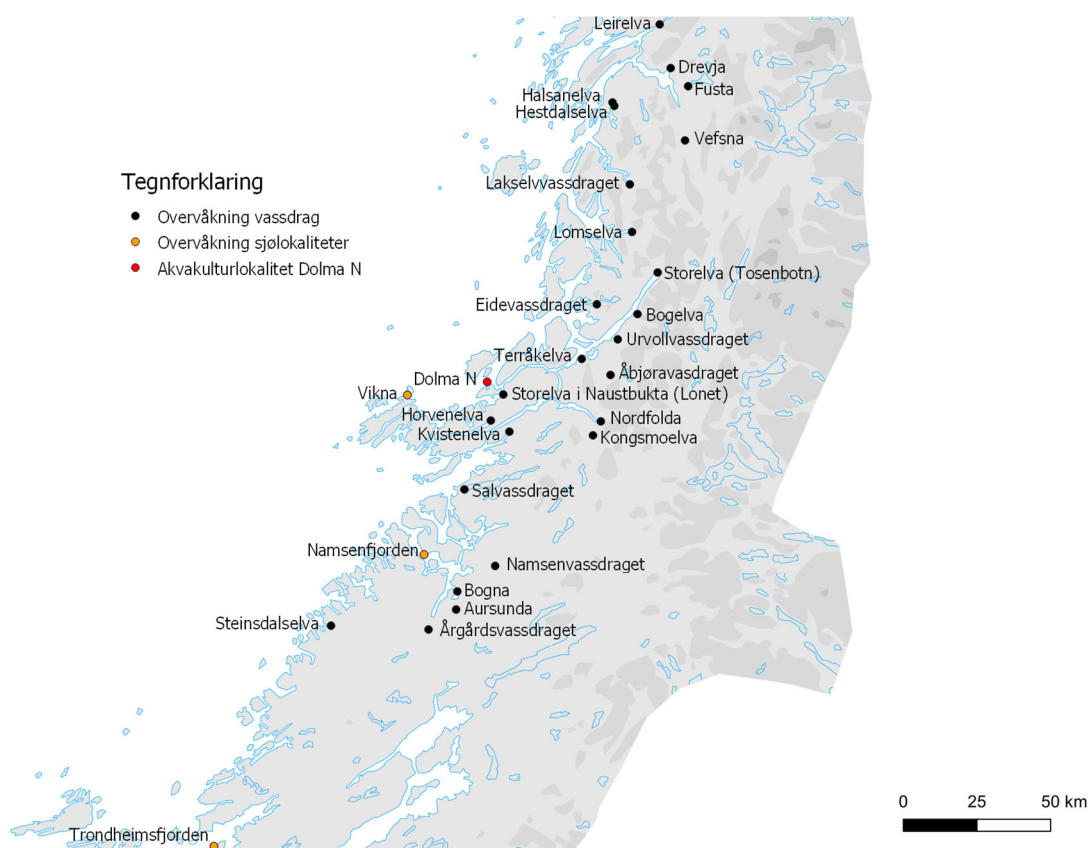 Leirelva
Drevja
Fusta
Halsanelva
Hestdalselva
Vefsna
Tegnforklaring
Lakselvvassdraget
Overvåkning vassdrag
Lomselva
Overvåkning sjølokaliteter
Akvakulturlokalitet Dolma N
Storelva (Tosenbotn)
Eidevassdraget
Bogelva
Urvollvassdraget
Terråkelva
Åbjøravasdraget
Dolma N
Vikna
Storelva i Naustbukta (Lonet)
Horvenelva
Nordfolda
Kvistenelva
Kongsmoelva
Salvassdraget
Namsenfjorden
Namsenvassdraget
Bogna
Aursunda
Steinsdalselva
Årgårdsvassdraget
0 25 50 km
Trondheimsfjorden